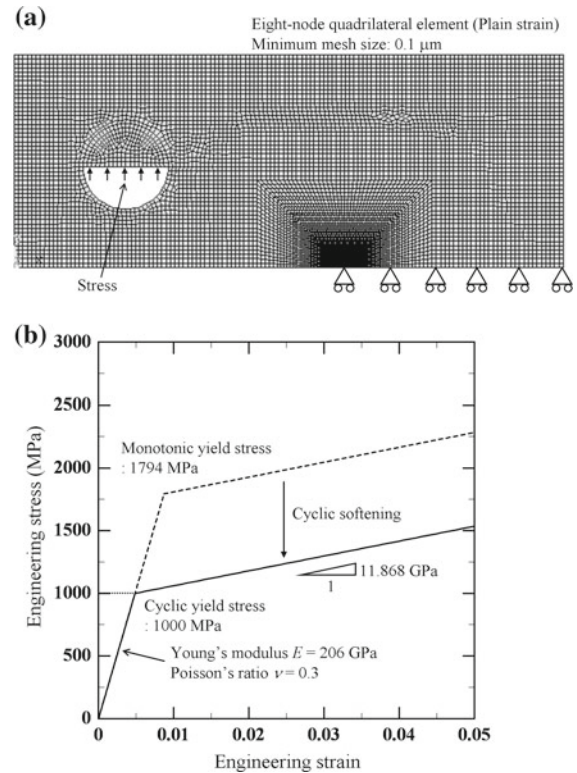 (a)
Eight-node quadrilateral element (Plain strain)
Minimum mesh size: 0.1 μm
Stress
(b)
3000
2500
2000
1500
1000
500
0
Engineering stress (MPa)
Monotonic yield stress
: 1794 MPa
Cyclic softening
11.868 GPa
1
Cyclic yield stress
: 1000 MPa
Young's modulus E = 206 GPa
Poisson's ratio ν = 0.3
0 0.01 0.02 0.03 0.04 0.05
Engineering strain